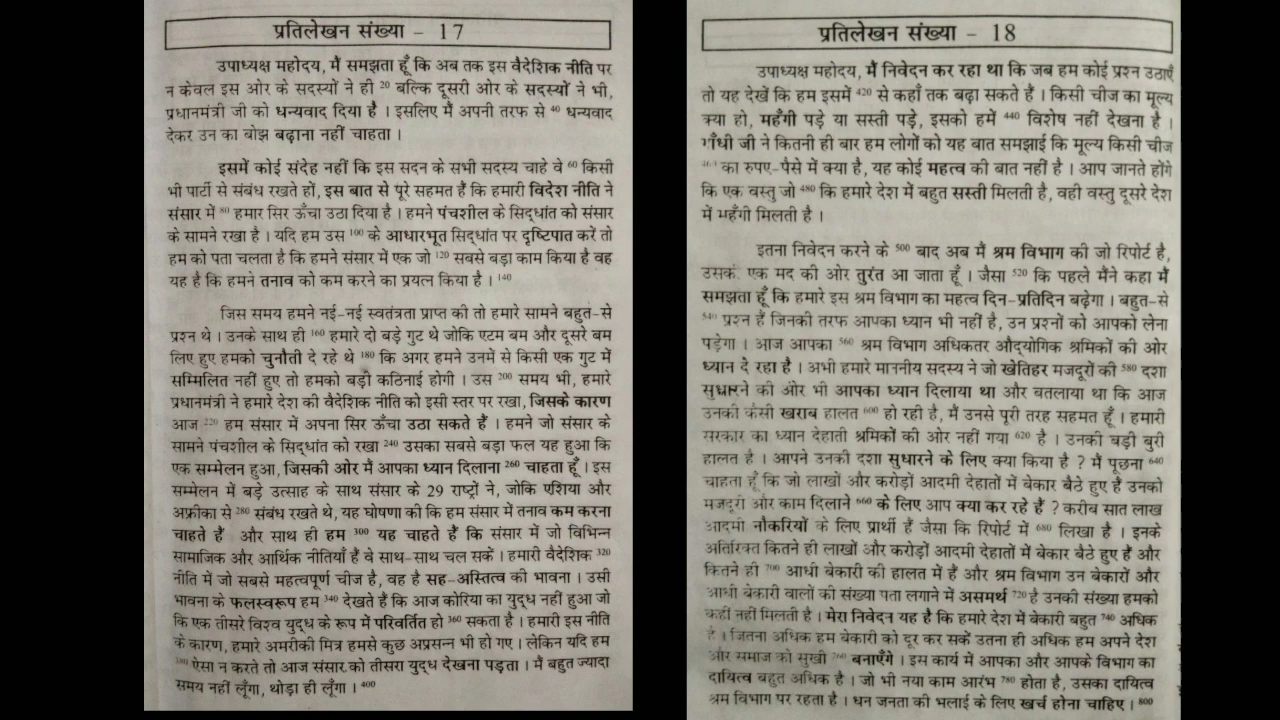 प्रतिलेखन संख्या - 17
उपाध्यक्ष महोदय, मैं समझता हूँ कि अब तक इस वैदेशिक नीति पर
न केवल इस ओर के सदस्यों ने ही 20 बल्कि दूसरी ओर के सदस्यों ने भी,
प्रधानमंत्री जी को धन्यवाद दिया है । इसलिए मैं अपनी तरफ से 40 धन्यवाद
देकर उन का बोझ बढ़ाना नहीं चाहता ।
इसमें कोई संदेह नहीं कि इस सदन के सभी सदस्य चाहे वे 60 किसी
भी पार्टी से संबंध रखते हों, इस बात से पूरे सहमत हैं कि हमारी विदेश नीति ने
संसार में 80 हमार सिर ऊँचा उठा दिया है । हमने पंचशील के सिद्धांत को संसार
के सामने रखा है । यदि हम उस 100 के आधारभूत सिद्धांत पर दृष्टिपात करें तो
हम को पता चलता है कि हमने संसार में एक जो 120 सबसे बड़ा काम किया है वह
यह है कि हमने तनाव को कम करने का प्रयत्न किया है । 140
जिस समय हमने नई-नई स्वतंत्रता प्राप्त की तो हमारे सामने बहुत-से
प्रश्न थे । उनके साथ ही 160 हमारे दो बड़े गुट थे जोकि एटम बम और दूसरे बम
लिए हुए हमको चुनौती दे रहे थे 180 कि अगर हमने उनमें से किसी एक गुट में
सम्मिलित नहीं हुए तो हमको बड़ी कठिनाई होगी । उस 200 समय भी, हमारे
प्रधानमंत्री ने हमारे देश की वैदेशिक नीति को इसी स्तर पर रखा, जिसके कारण
आज 220 हम संसार में अपना सिर ऊँचा उठा सकते हैं । हमने जो संसार के
सामने पंचशील के सिद्धांत को रखा 240 उसका सबसे बड़ा फल यह हुआ कि
एक सम्मेलन हुआ, जिसकी ओर मैं आपका ध्यान दिलाना 260 चाहता हूँ । इस
सम्मेलन में बड़े उत्साह के साथ संसार के 29 राष्ट्रों ने, जोकि एशिया और
अफ्रीका से 280 संबंध रखते थे, यह घोषणा की कि हम संसार में तनाव कम करना
चाहते हैं और साथ ही हम 300 यह चाहते हैं कि संसार में जो विभिन्न
सामाजिक और आर्थिक नीतियाँ हैं वे साथ-साथ चल सकें । हमारी वैदेशिक 320
नीति में जो सबसे महत्वपूर्ण चीज है, वह है सह-अस्तित्व की भावना । उसी
भावना के फलस्वरूप हम 340 देखते हैं कि आज कोरिया का युद्ध नहीं हुआ जो
कि एक तीसरे विश्व युद्ध के रूप में परिवर्तित हो 360 सकता है । हमारी इस नीति
के कारण, हमारे अमरीकी मित्र हमसे कुछ अप्रसन्न भी हो गए । लेकिन यदि हम
380 ऐसा न करते तो आज संसार को तीसरा युद्ध देखना पड़ता । मैं बहुत ज्यादा
समय नहीं लूँगा, थोड़ा ही लूँगा । 400
प्रतिलेखन संख्या - 18
उपाध्यक्ष महोदय, मैं निवेदन कर रहा था कि जब हम कोई प्रश्न उठाएँ
तो यह देखें कि हम इसमें 420 से कहाँ तक बढ़ा सकते हैं । किसी चीज का मूल्य
क्या हो, महँगी पड़े या सस्ती पड़े, इसको हमें 440 विशेष नहीं देखना है ।
गाँधी जी ने कितनी ही बार हम लोगों को यह बात समझाई कि मूल्य किसी चीज
460 का रुपए-पैसे में क्या है, यह कोई महत्व की बात नहीं है । आप जानते होंगे
कि एक वस्तु जो 480 कि हमारे देश में बहुत सस्ती मिलती है, वही वस्तु दूसरे देश
में महँगी मिलती है ।
इतना निवेदन करने के 500 बाद अब मैं श्रम विभाग की जो रिपोर्ट है,
उसके एक मद की ओर तुरंत आ जाता हूँ । जैसा 520 कि पहले मैंने कहा मैं
समझता हूँ कि हमारे इस श्रम विभाग का महत्व दिन-प्रतिदिन बढ़ेगा । बहुत-से
540 प्रश्न हैं जिनकी तरफ आपका ध्यान भी नहीं है, उन प्रश्नों को आपको लेना
पड़ेगा । आज आपका 560 श्रम विभाग अधिकतर औद्योगिक श्रमिकों की ओर
ध्यान दे रहा है । अभी हमारे माननीय सदस्य ने जो खेतिहर मजदूरों की 580 दशा
सुधारने की ओर भी आपका ध्यान दिलाया था और बतलाया था कि आज
उनकी कैसी खराब हालत 600 हो रही है, मैं उनसे पूरी तरह सहमत हूँ । हमारी
सरकार का ध्यान देहाती श्रमिकों की ओर नहीं गया 620 है । उनकी बड़ी बुरी
हालत है । आपने उनकी दशा सुधारने के लिए क्या किया है ? मैं पूछना 640
चाहता हूँ कि जो लाखों और करोड़ों आदमी देहातों में बेकार बैठे हुए हैं उनको
मजदूरी और काम दिलाने 660 के लिए आप क्या कर रहे हैं ? करीब सात लाख
आदमी नौकरियों के लिए प्रार्थी हैं जैसा कि रिपोर्ट में 680 लिखा है । इनके
अतिरिक्त कितने ही लाखों और करोड़ों आदमी देहातों में बेकार बैठे हुए हैं और
कितने ही 700 आधी बेकारी की हालत में हैं और श्रम विभाग उन बेकारों और
आधी बेकारी वालों की संख्या पता लगाने में असमर्थ 720 है उनकी संख्या हमको
कहीं नहीं मिलती है । मेरा निवेदन यह है कि हमारे देश में बेकारी बहुत 740 अधिक
है । जितना अधिक हम बेकारी को दूर कर सकें उतना ही अधिक हम अपने देश
और समाज को सुखी 760 बनाएँगे । इस कार्य में आपका और आपके विभाग का
दायित्व बहुत अधिक है । जो भी नया काम आरंभ 780 होता है, उसका दायित्व
श्रम विभाग पर रहता है । धन जनता की भलाई के लिए खर्च होना चाहिए । 800